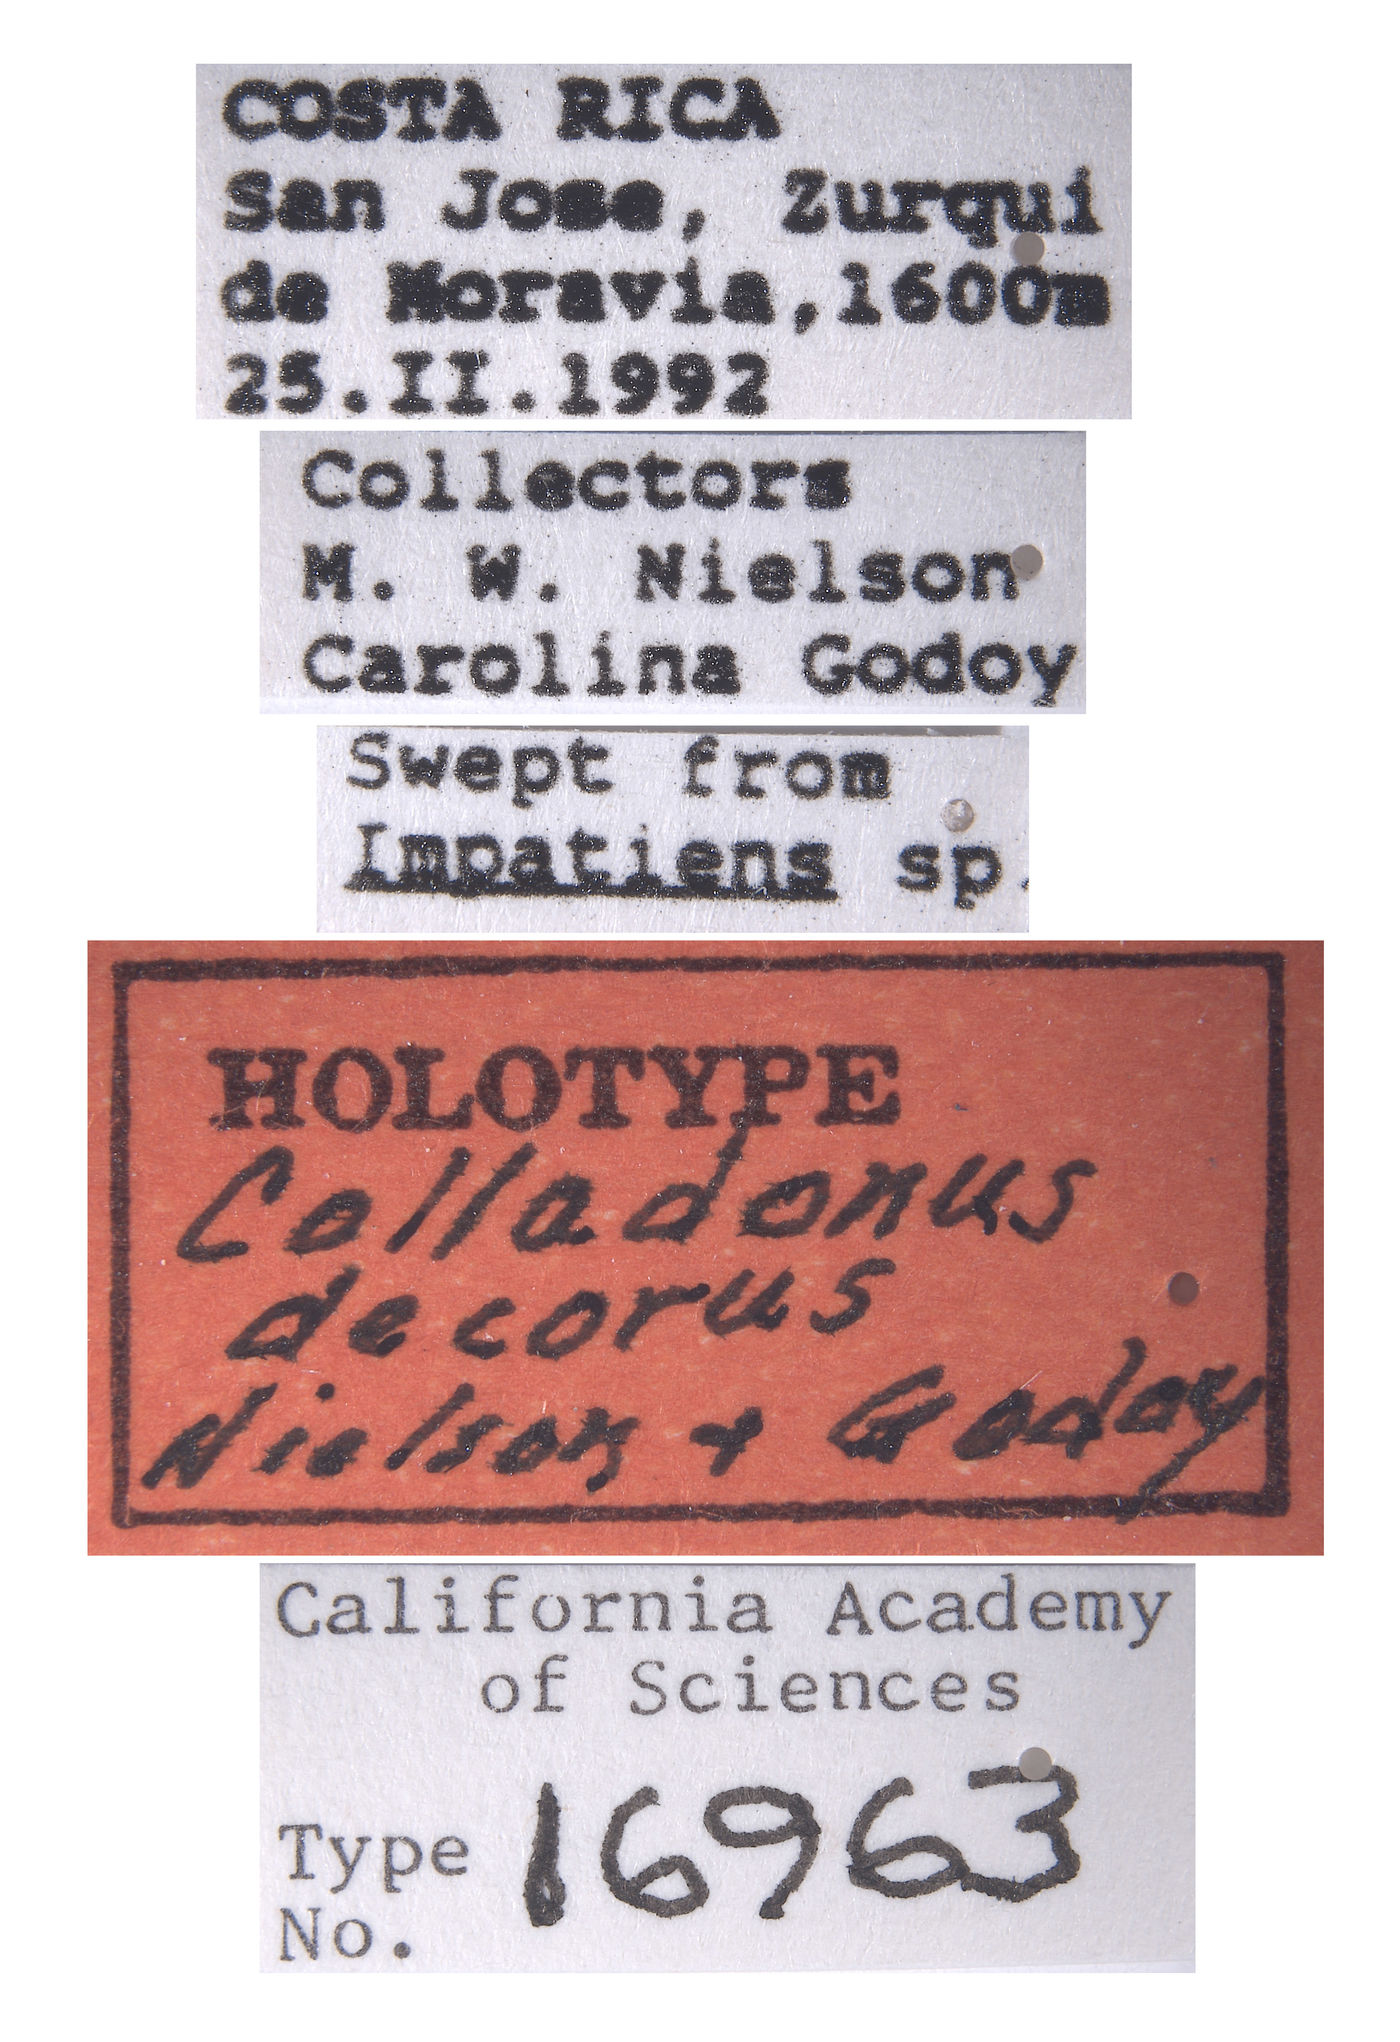 COSTA RICA
San Jose, Zurqui
de Moravia,1600m
25.II.1992
Collectors
M. W. Nielson
Carolina Godoy
Swept from
Impatiens sp.
HOLOTYPE
Colladonus
decorus
Nielson + Godoy
California Academy
of Sciences
Type
No. 16963